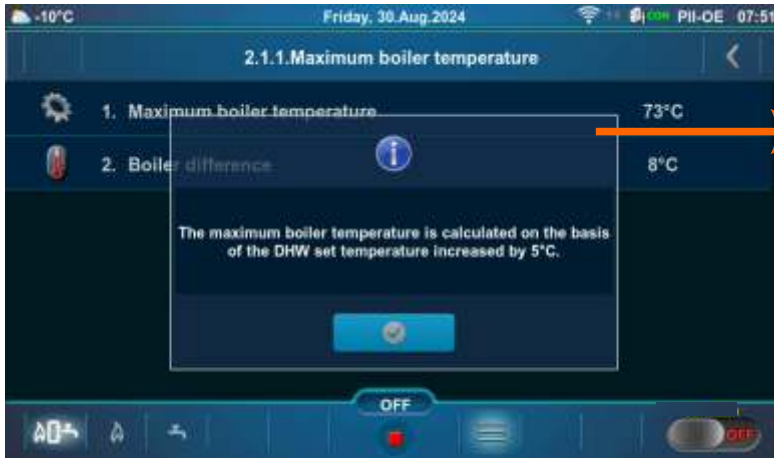 -10°C Friday, 30.Aug.2024 CON PII-OE 07:51
2.1.1.Maximum boiler temperature
1. Maximum boiler temperature 73°C
2. Boiler difference 8°C
The maximum boiler temperature is calculated on the basis
of the DHW set temperature increased by 5°C.
OFF
OFF